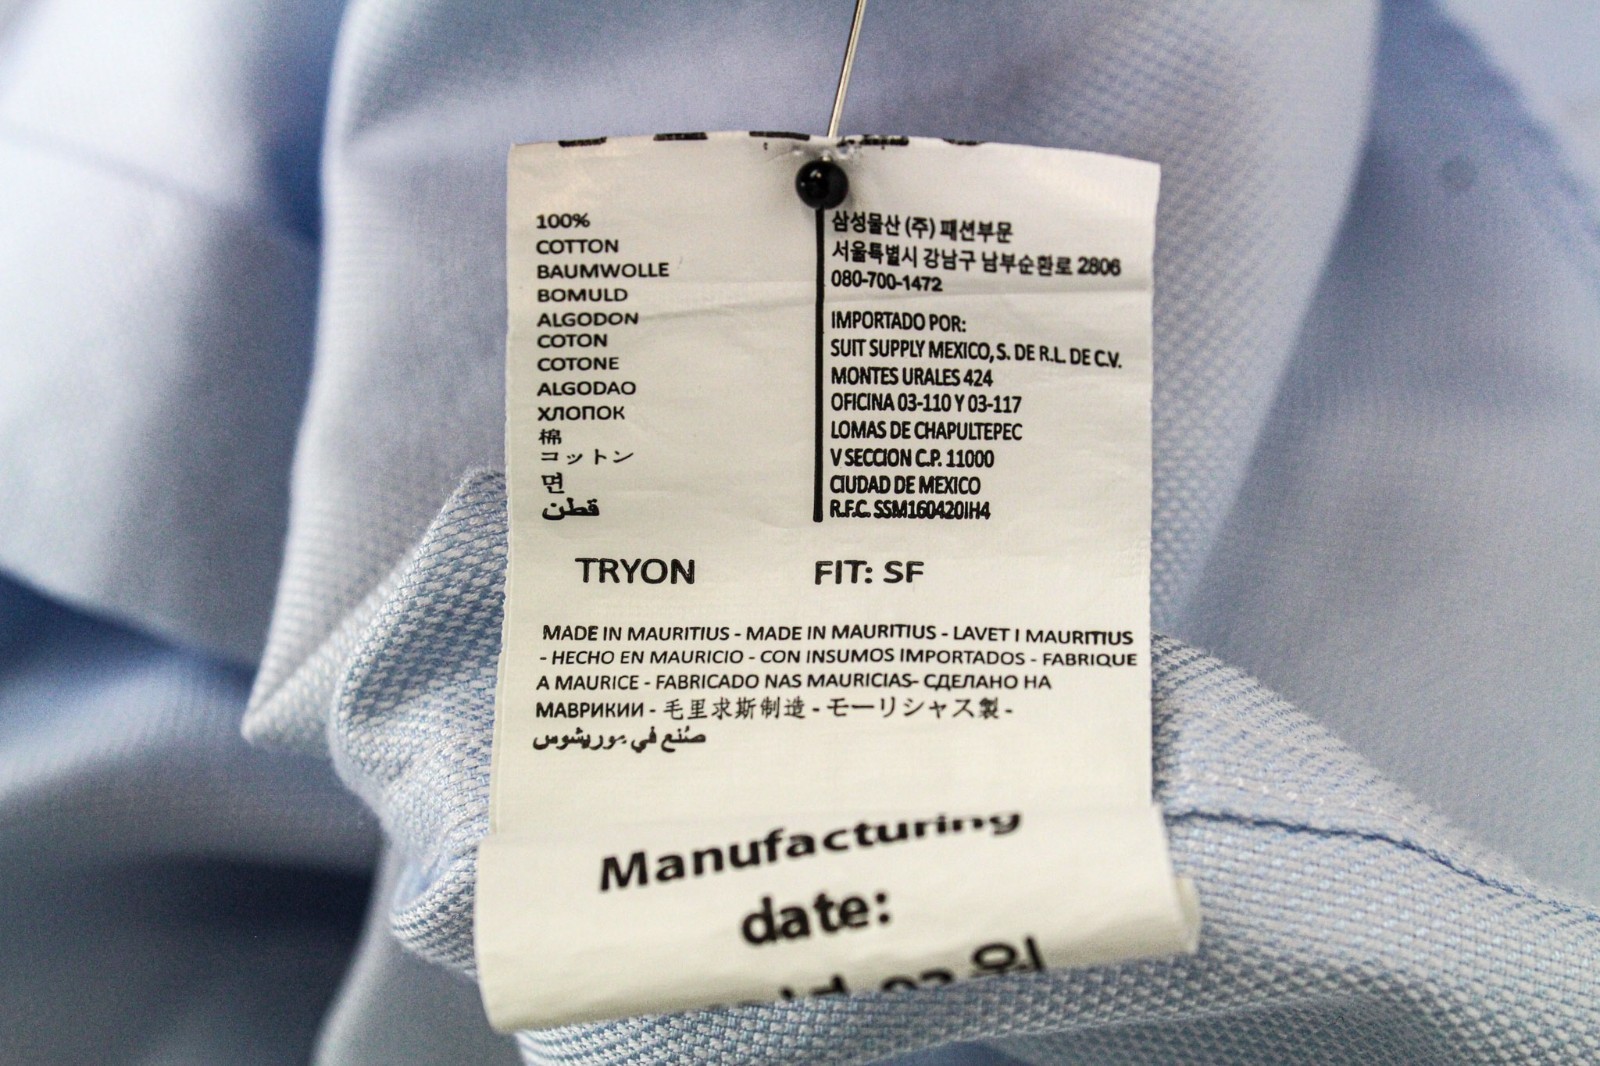 100%
COTTON
BAUMWOLLE
BOMULD
ALGODON
COTON
COTONE
ALGODAO
ХЛОПОК
棉
コットン
면
قطن
삼성물산 (주) 패션부문
서울특별시 강남구 남부순환로 2806
080-700-1472
IMPORTADO POR:
SUIT SUPPLY MEXICO, S. DE R.L. DE C.V.
MONTES URALES 424
OFICINA 03-110 Y 03-117
LOMAS DE CHAPULTEPEC
V SECCION C.P. 11000
CIUDAD DE MEXICO
R.F.C. SSM160420IH4
TRYON FIT: SF
MADE IN MAURITIUS - MADE IN MAURITIUS - LAVET I MAURITIUS
- HECHO EN MAURICIO - CON INSUMOS IMPORTADOS - FABRIQUE
A MAURICE - FABRICADO NAS MAURICIAS- СДЕЛАНО НА
МАВРИКИИ - 毛里求斯制造 - モーリシャス製 -
صُنع في موريشوس
Manufacturing
date: